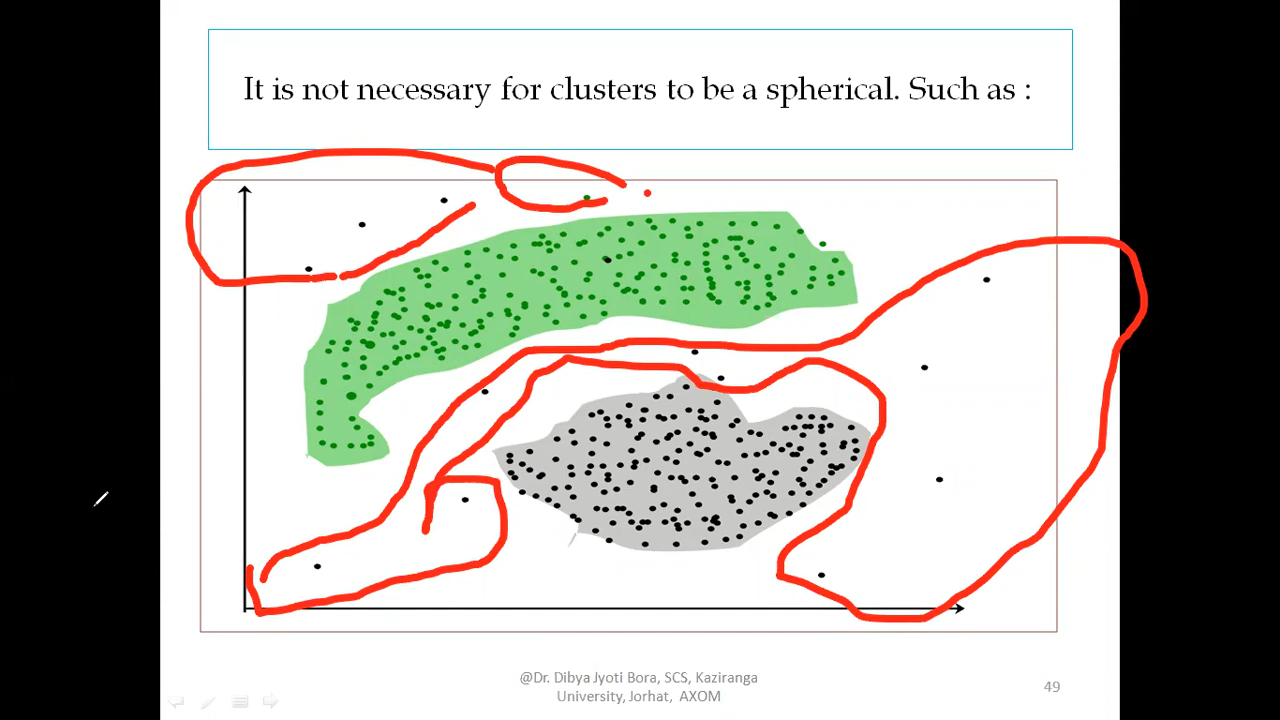 It is not necessary for clusters to be a spherical. Such as :
@Dr. Dibya Jyoti Bora, SCS, Kaziranga
University, Jorhat, AXOM
49